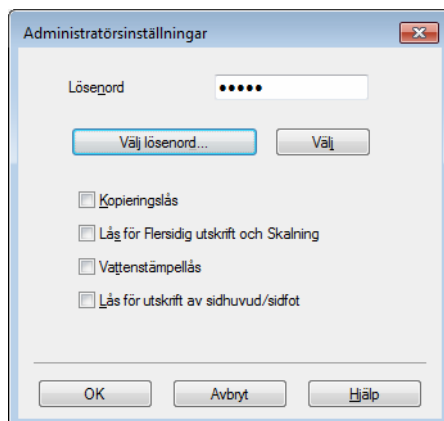 Administratörsinställningar
Lösenord •••••
Välj lösenord... Välj
Kopieringslås
Lås för Flersidig utskrift och Skalning
Vattenstämpellås
Lås för utskrift av sidhuvud/sidfot
OK Avbryt Hjälp